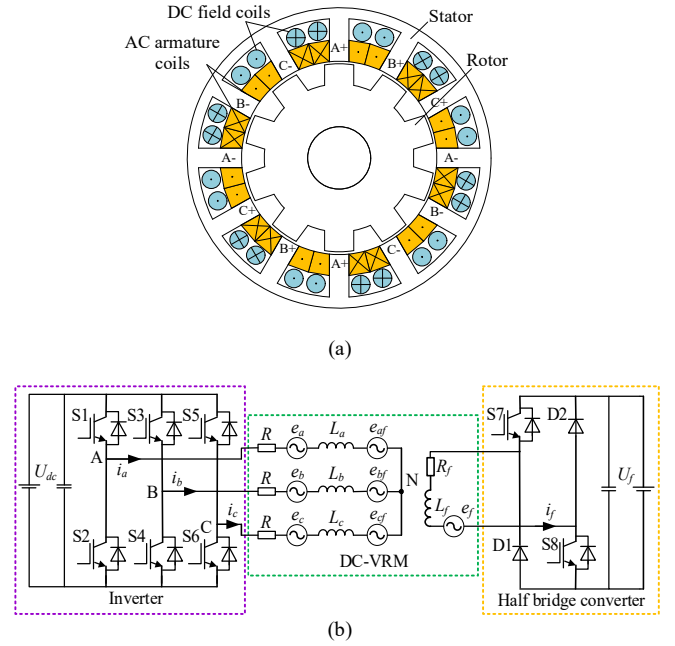 DC field coils
Stator
AC armature
coils
Rotor
A+
B+
C+
A-
B-
C-
A+
B+
C+
A-
B-
C-
(a)
S1
S3
S5
A
B
C
i_a
i_b
i_c
U_dc
S2
S4
S6
Inverter
R
e_a
L_a
e_af
R
e_b
L_b
e_bf
R
e_c
L_c
e_cf
N
R_f
L_f
e_f
DC-VRM
S7
D2
i_f
U_f
D1
S8
Half bridge converter
(b)